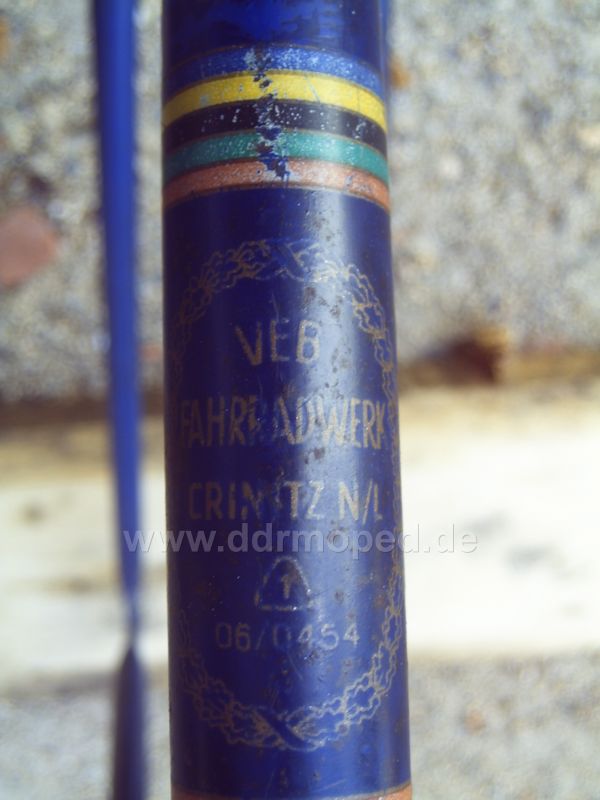 VEB
FAHRRADWERK
CRINITZ N/L
www.ddrmoped.de
06/0454